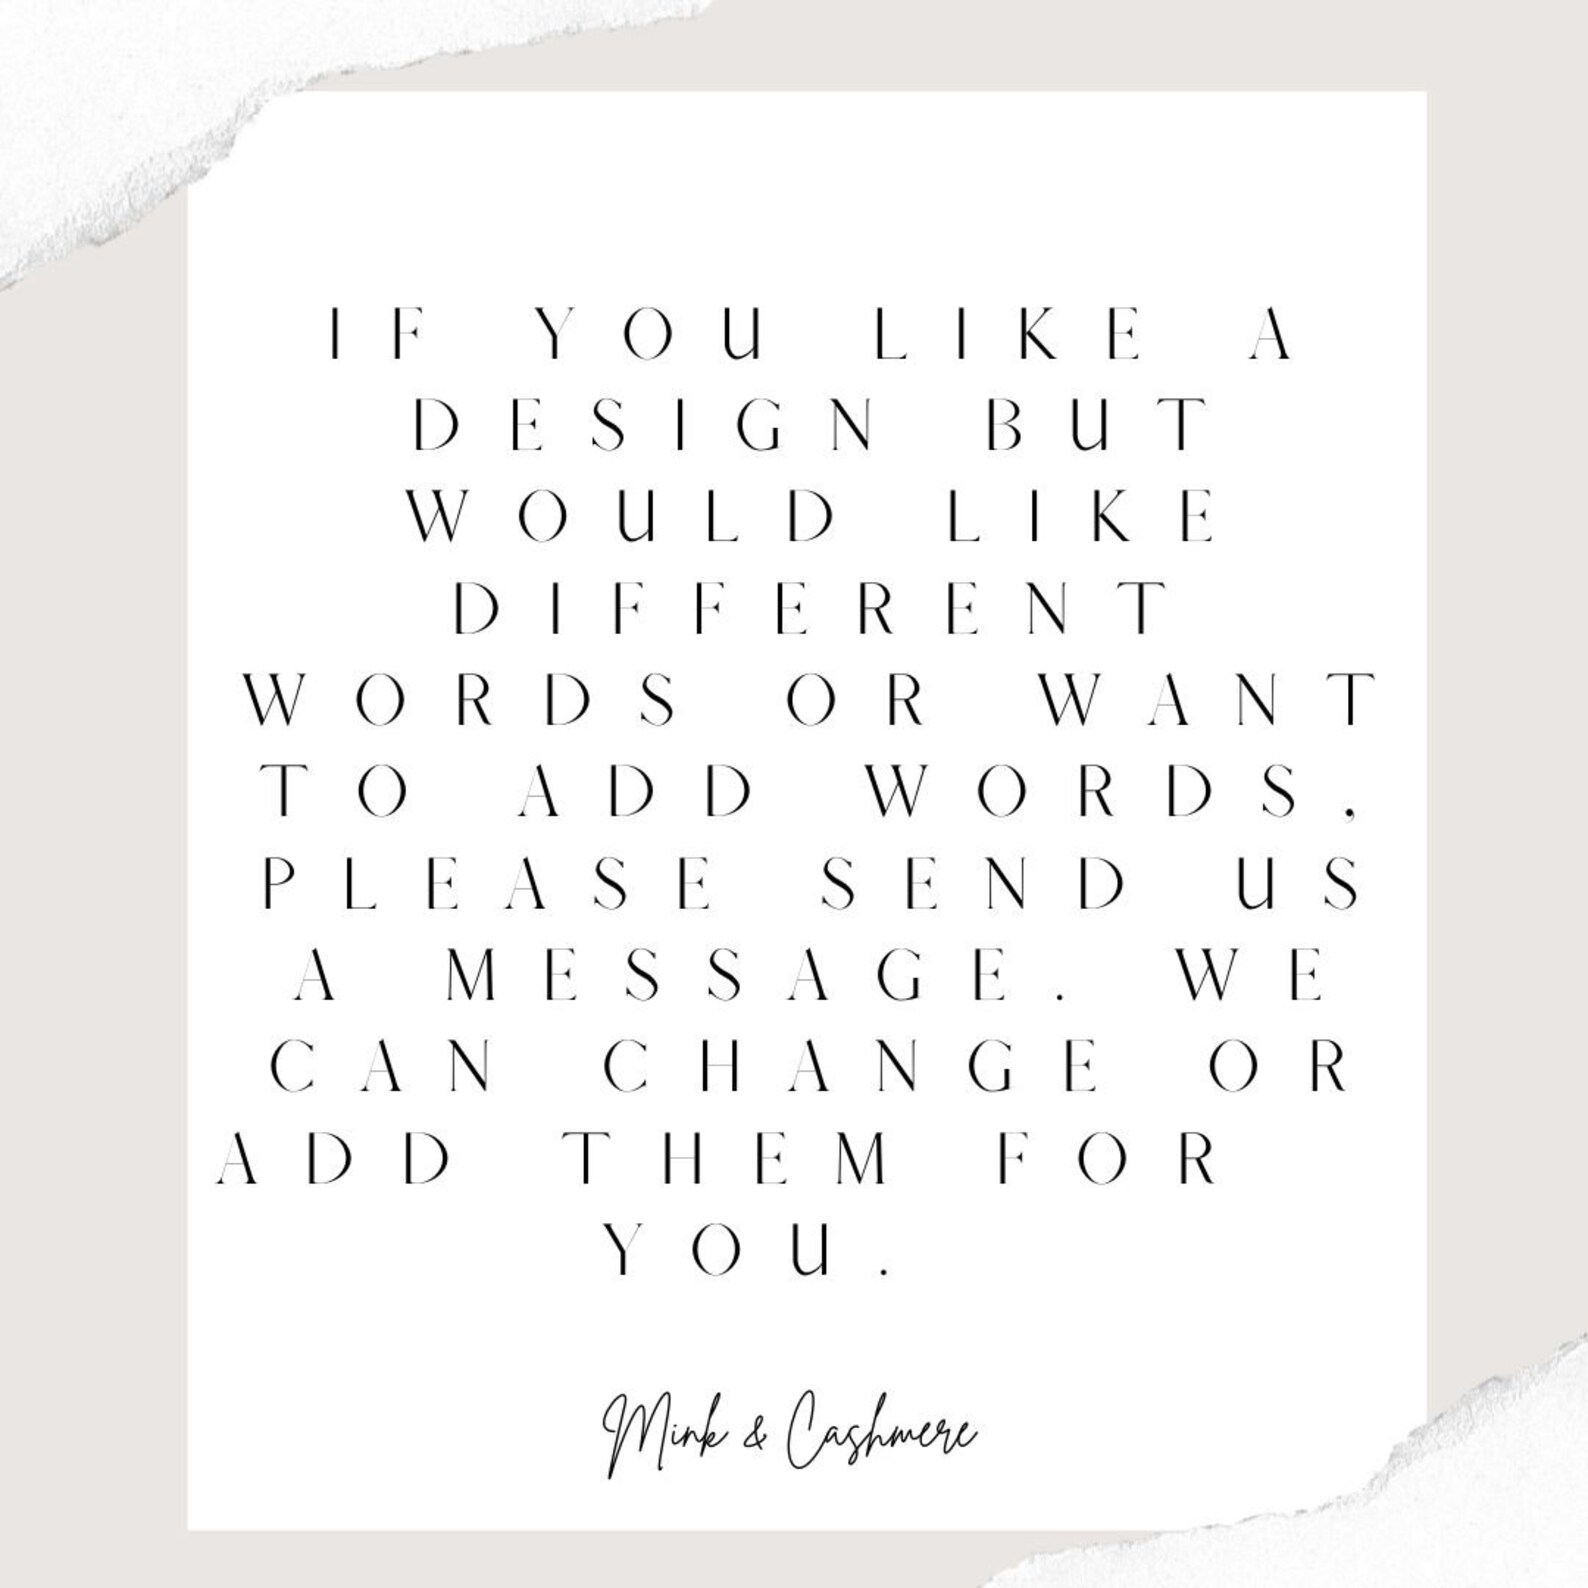 IF YOU LIKE A
DESIGN BUT
WOULD LIKE
DIFFERENT
WORDS OR WANT
TO ADD WORDS,
PLEASE SEND US
A MESSAGE. WE
CAN CHANGE OR
ADD THEM FOR
YOU.
Mink & Cashmere